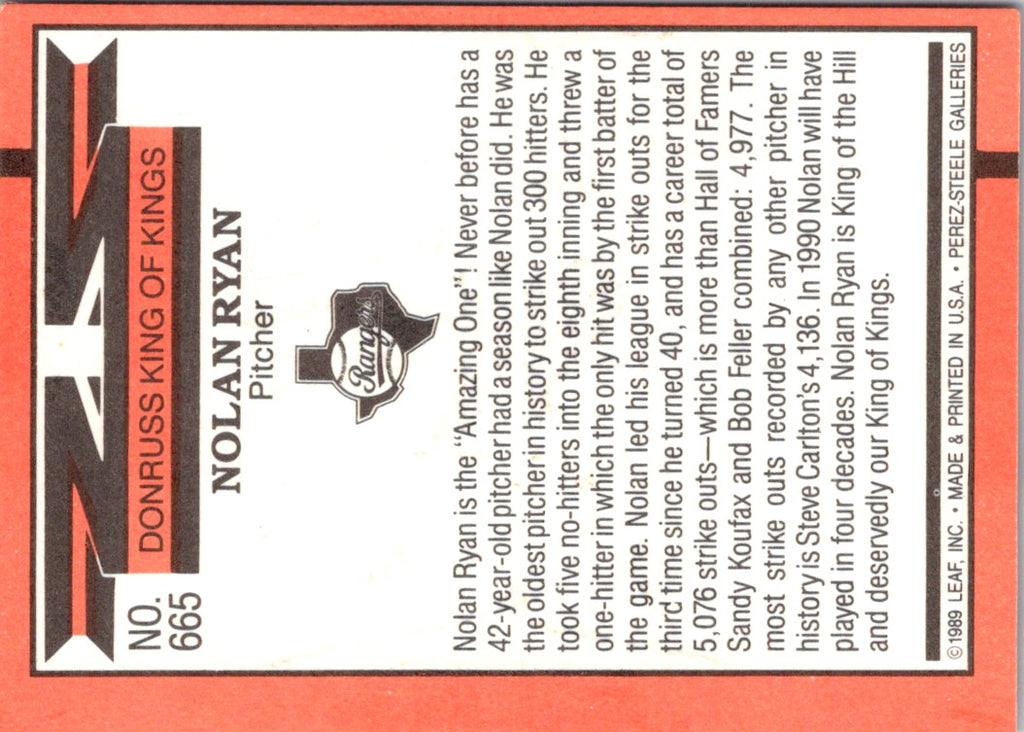 NO.
665
DONRUSS KING OF KINGS
NOLAN RYAN
Pitcher
Rangers
Nolan Ryan is the "Amazing One"! Never before has a
42-year-old pitcher had a season like Nolan did. He was
the oldest pitcher in history to strike out 300 hitters. He
took five no-hitters into the eighth inning and threw a
one-hitter in which the only hit was by the first batter of
the game. Nolan led his league in strike outs for the
third time since he turned 40, and has a career total of
5,076 strike outs—which is more than Hall of Famers
Sandy Koufax and Bob Feller combined: 4,977. The
most strike outs recorded by any other pitcher in
history is Steve Carlton's 4,136. In 1990 Nolan will have
played in four decades. Nolan Ryan is King of the Hill
and deservedly our King of Kings.
©1989 LEAF, INC. • MADE & PRINTED IN U.S.A. • PEREZ-STEELE GALLERIES